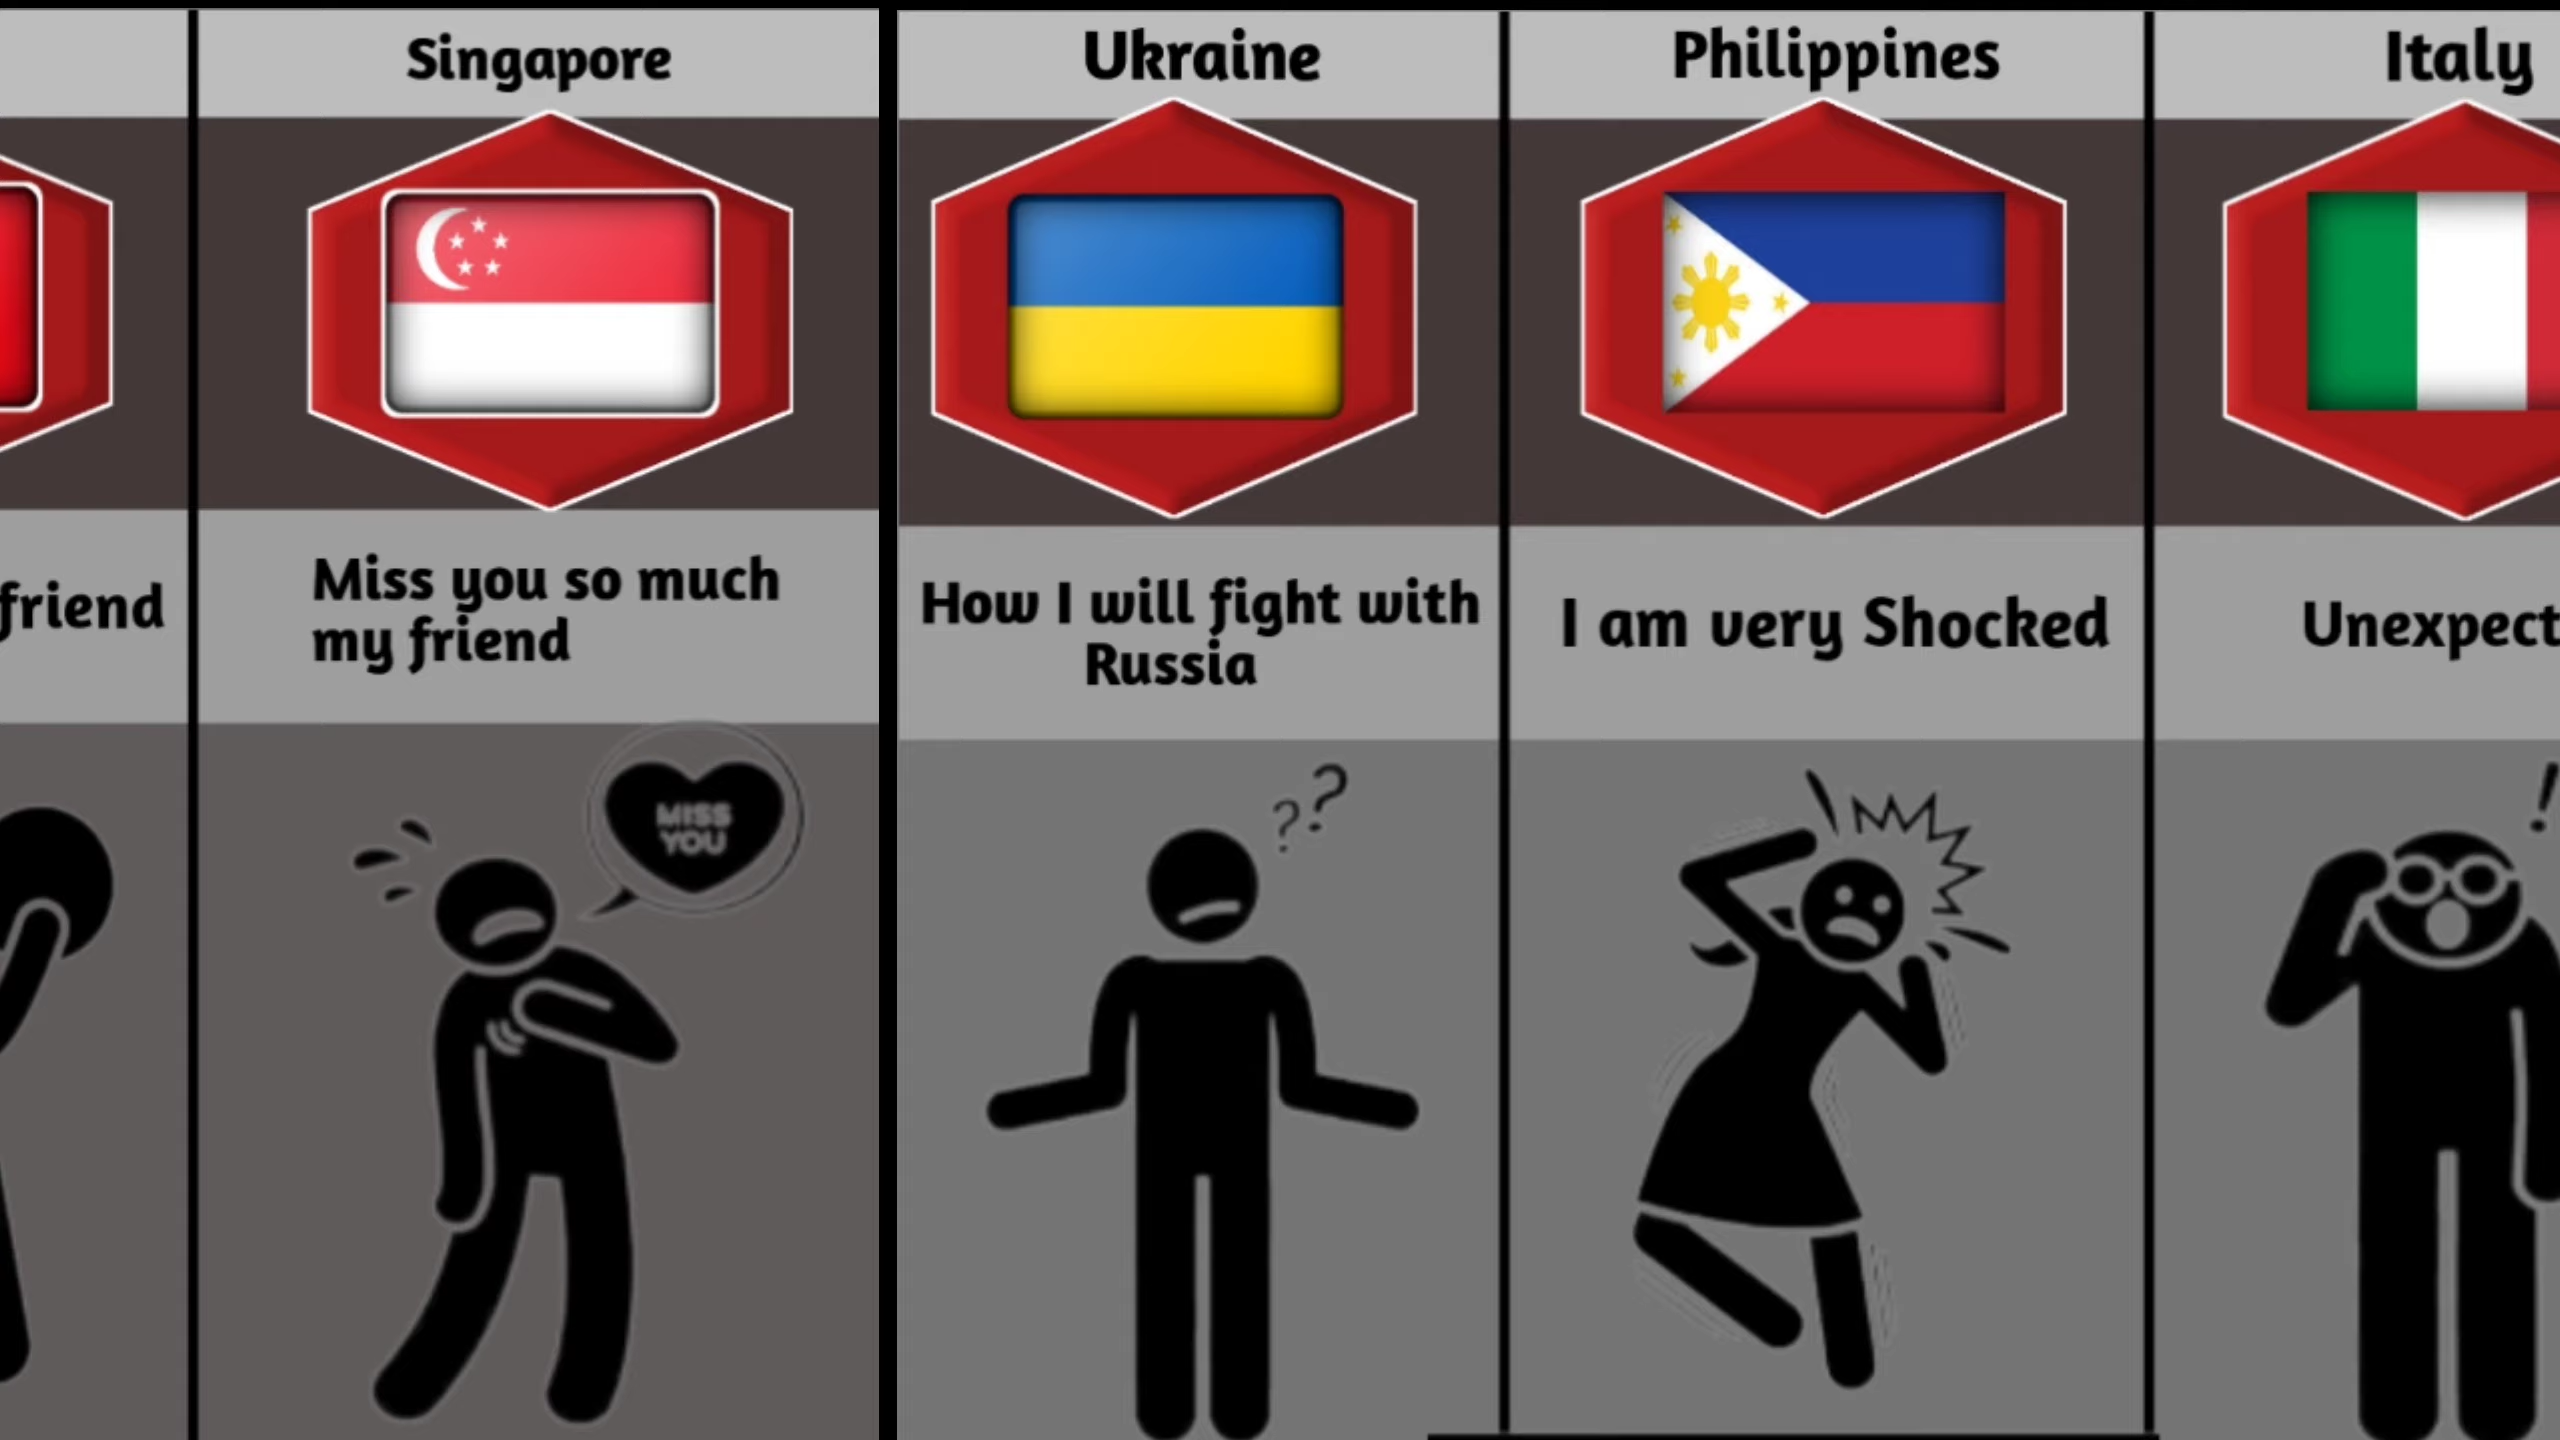 Singapore
Ukraine
Philippines
Italy
friend
Miss you so much
my friend
How I will fight with
Russia
I am very Shocked
MISS
YOU
??
!